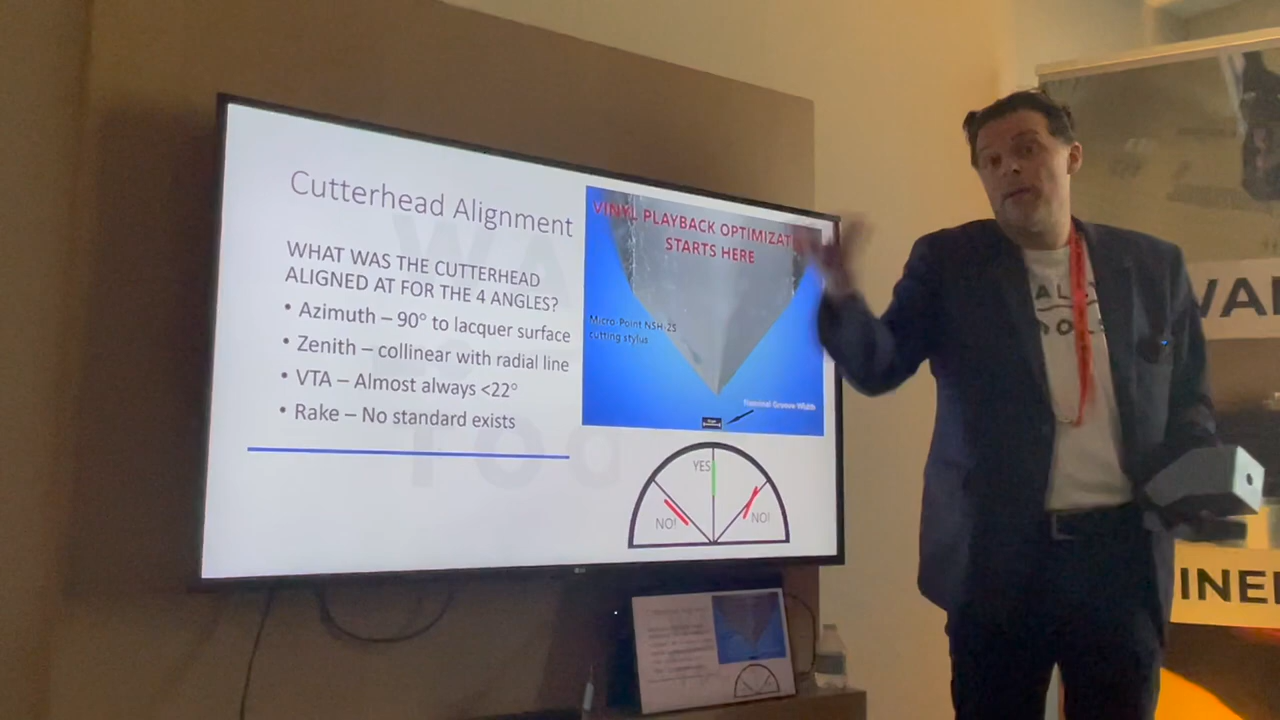 Cutterhead Alignment
WHAT WAS THE CUTTERHEAD
ALIGNED AT FOR THE 4 ANGLES?
• Azimuth – 90° to lacquer surface
• Zenith – collinear with radial line
• VTA – Almost always <22°
• Rake – No standard exists
VINYL PLAYBACK OPTIMIZAT
STARTS HERE
Micro-Point NSH-25
cutting stylus
Nominal Groove Width
YES
NO!
NO!
LG
WA
INE